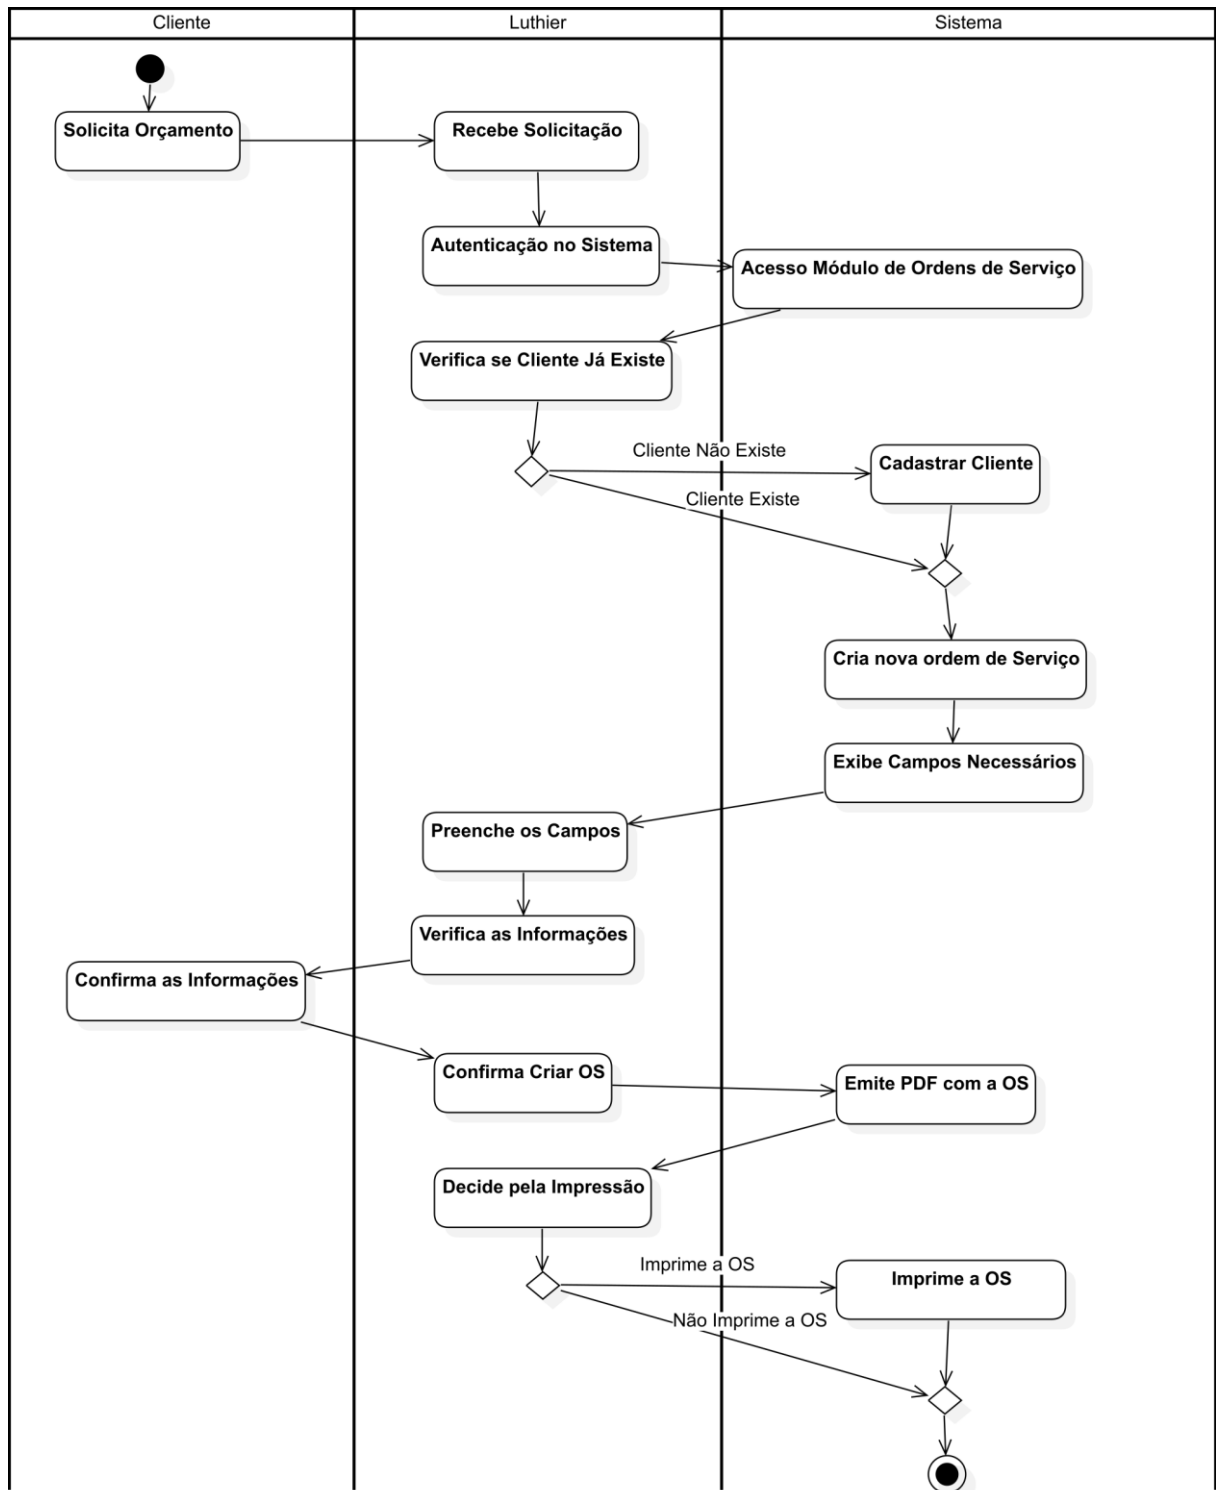 Cliente
Luthier
Sistema
Solicita Orçamento
Recebe Solicitação
Autenticação no Sistema
Acesso Módulo de Ordens de Serviço
Verifica se Cliente Já Existe
Cliente Não Existe
Cadastrar Cliente
Cliente Existe
Cria nova ordem de Serviço
Exibe Campos Necessários
Preenche os Campos
Verifica as Informações
Confirma as Informações
Confirma Criar OS
Emite PDF com a OS
Decide pela Impressão
Imprime a OS
Imprime a OS
Não Imprime a OS